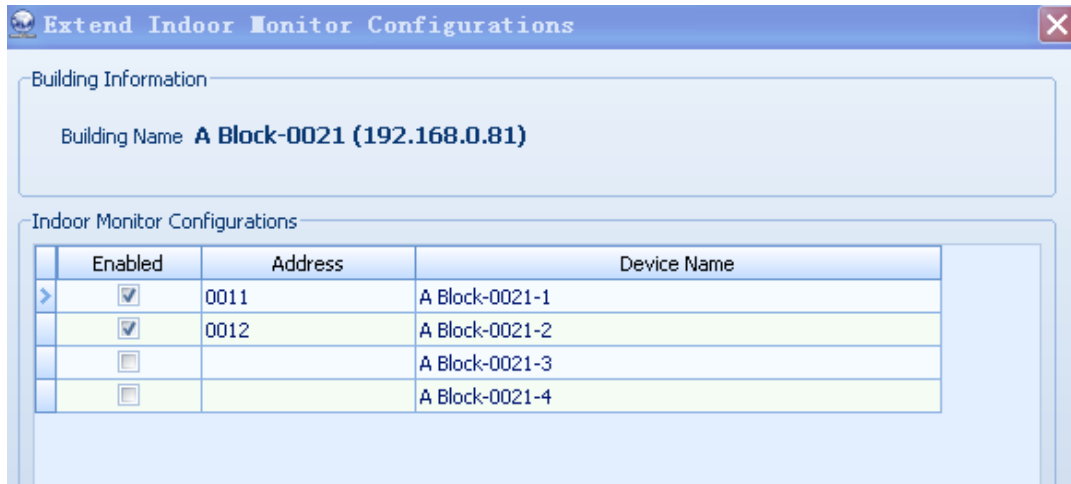 Extend Indoor Monitor Configurations
Building Information
Building Name A Block-0021 (192.168.0.81)
Indoor Monitor Configurations
Enabled Address Device Name
0011 A Block-0021-1
0012 A Block-0021-2
A Block-0021-3
A Block-0021-4